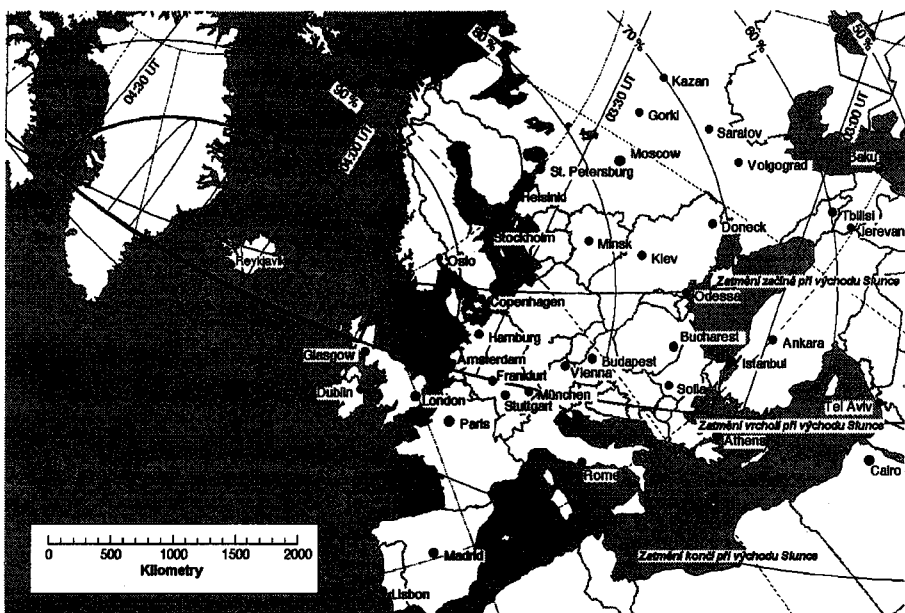 80 %
70 %
60 %
50 %
04:30 UT
90 %
04:00 UT
03:30 UT
03:00 UT
Kazan
Gorki
Saratov
Moscow
Volgograd
Baku
St. Petersburg
Helsinki
Tbilisi
Jerevan
Doneck
Stockholm
Minsk
Kiev
Reykjavik
Oslo
Zatmění začíná při východu Slunce
Odessa
Copenhagen
Hamburg
Bucharest
Ankara
Glasgow
Amsterdam
Budapest
Istanbul
Vienna
Frankfurt
Sofia
Dublin
London
Stuttgart
München
Tel Aviv
Paris
Zatmění vrcholí při východu Slunce
Athens
Rome
Cairo
0 500 1000 1500 2000
Kilometry
Madrid
Zatmění končí při východu Slunce
Lisbon